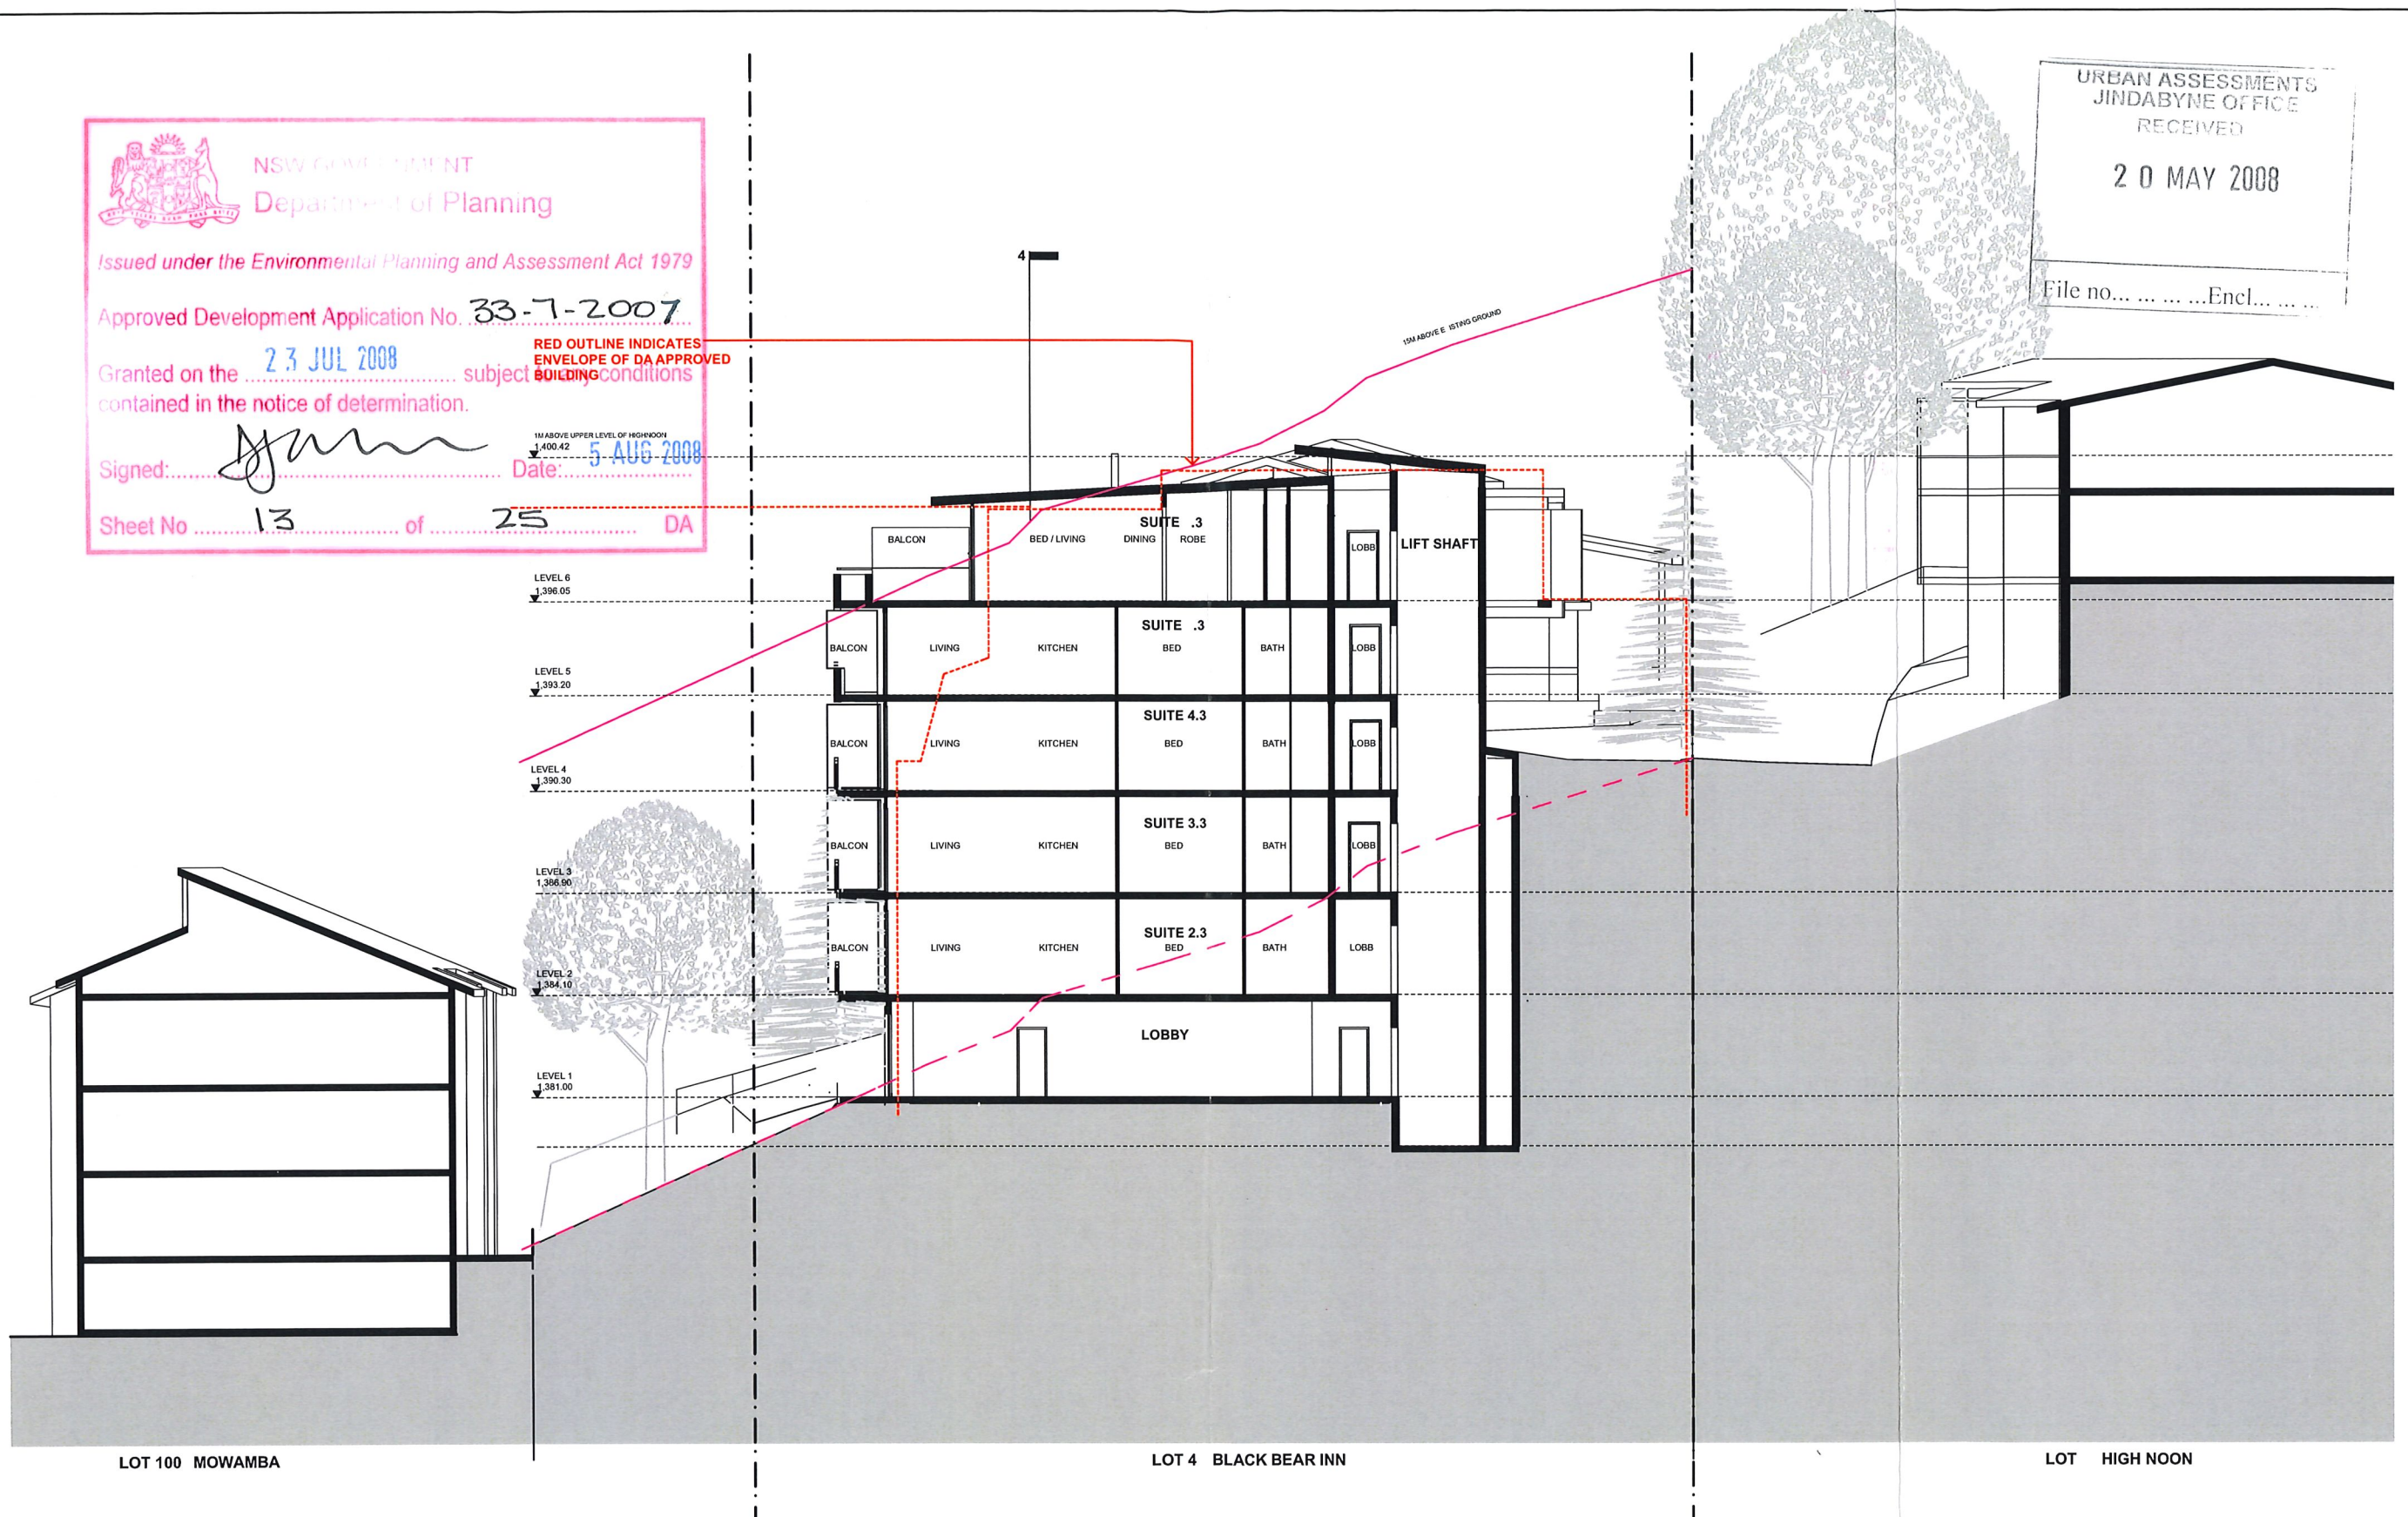 NSW GOVERNMENT
Department of Planning
Issued under the Environmental Planning and Assessment Act 1979
Approved Development Application No. 33-7-2007
Granted on the 23 JUL 2008 subject to any conditions
contained in the notice of determination.
Signed: Date: 5 AUG 2008
Sheet No 13 of 25 DA
RED OUTLINE INDICATES
ENVELOPE OF DA APPROVED
BUILDING
URBAN ASSESSMENTS
JINDABYNE OFFICE
RECEIVED
20 MAY 2008
File no... ... ... ...Encl... ... ...
4
15M ABOVE E ISTING GROUND
1M ABOVE UPPER LEVEL OF HIGHNOON
1,400.42
SUITE .3
BALCON BED / LIVING DINING ROBE LOBB LIFT SHAFT
LEVEL 6
1,396.05
SUITE .3
BALCON LIVING KITCHEN BED BATH LOBB
LEVEL 5
1,393.20
SUITE 4.3
BALCON LIVING KITCHEN BED BATH LOBB
LEVEL 4
1,390.30
SUITE 3.3
BALCON LIVING KITCHEN BED BATH LOBB
LEVEL 3
1,386.90
SUITE 2.3
BALCON LIVING KITCHEN BED BATH LOBB
LEVEL 2
1,384.10
LOBBY
LEVEL 1
1,381.00
LOT 100 MOWAMBA
LOT 4 BLACK BEAR INN
LOT HIGH NOON